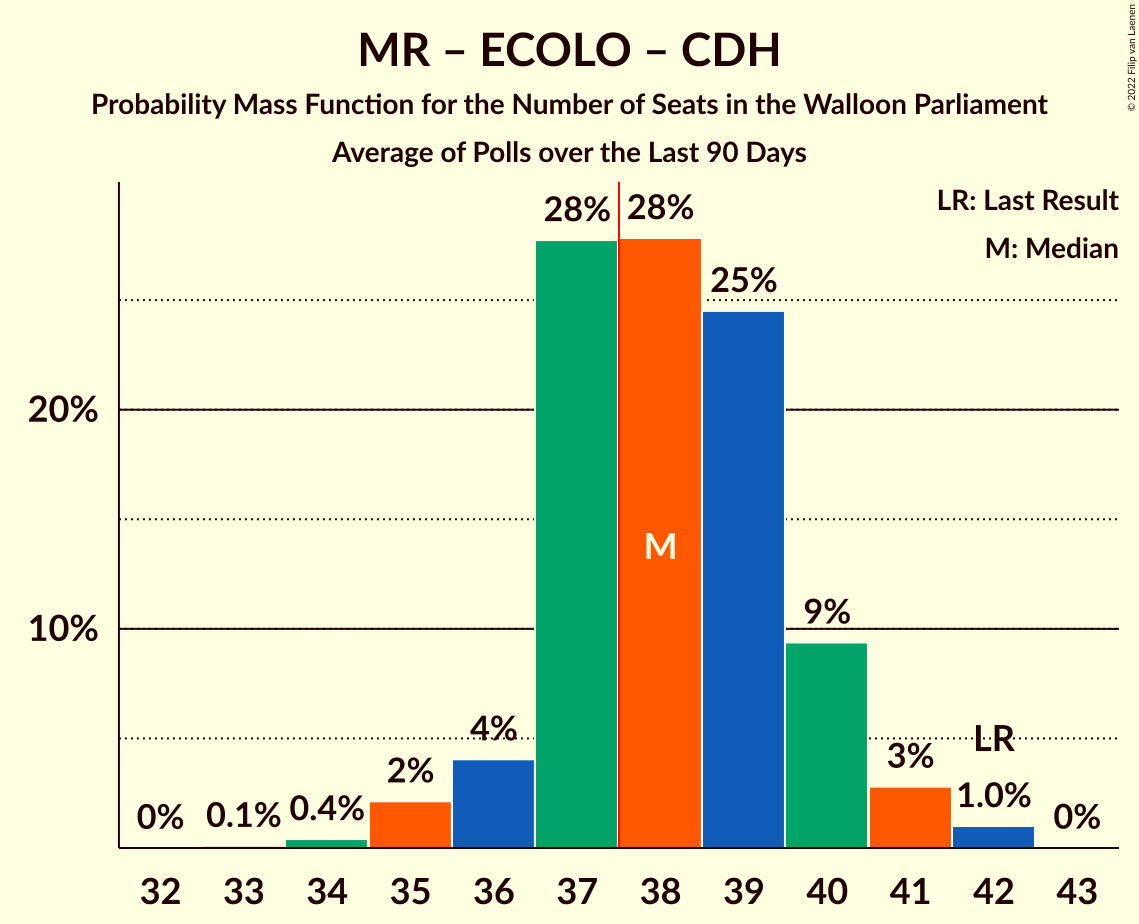 MR – ECOLO – CDH
Probability Mass Function for the Number of Seats in the Walloon Parliament
Average of Polls over the Last 90 Days
© 2022 Filip van Laenen
LR: Last Result
M: Median
28% 28%
25%
20%
M
10%
9%
4%
LR
3%
2%
1.0%
0% 0.1% 0.4% 0%
32 33 34 35 36 37 38 39 40 41 42 43